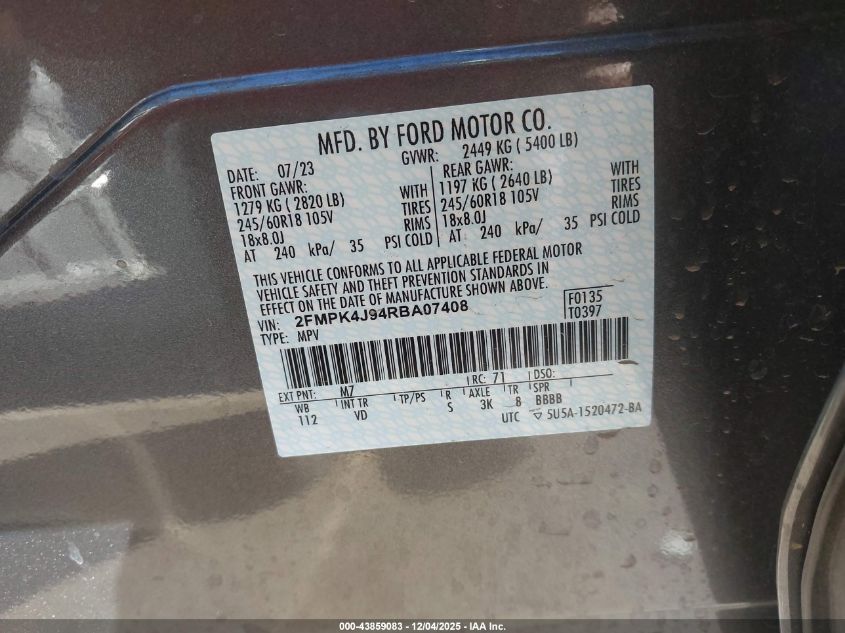 MFD. BY FORD MOTOR CO.
DATE: 07/23 GVWR: 2449 KG ( 5400 LB)
FRONT GAWR: REAR GAWR:
1279 KG ( 2820 LB) WITH 1197 KG ( 2640 LB) WITH
245/60R18 105V TIRES 245/60R18 105V TIRES
18x8.0J RIMS 18x8.0J RIMS
AT 240 kPa/ 35 PSI COLD AT 240 kPa/ 35 PSI COLD
THIS VEHICLE CONFORMS TO ALL APPLICABLE FEDERAL MOTOR
VEHICLE SAFETY AND THEFT PREVENTION STANDARDS IN
EFFECT ON THE DATE OF MANUFACTURE SHOWN ABOVE.
VIN: 2FMPK4J94RBA07408 F0135
TYPE: MPV T0397
EXT PNT: M7 RC: 71 DSO:
WB INT TR TP/PS R AXLE TR SPR
112 VD S 3K 8 BBBB
UTC 5U5A-1520472-BA
000-43859083 - 12/04/2025 - IAA Inc.